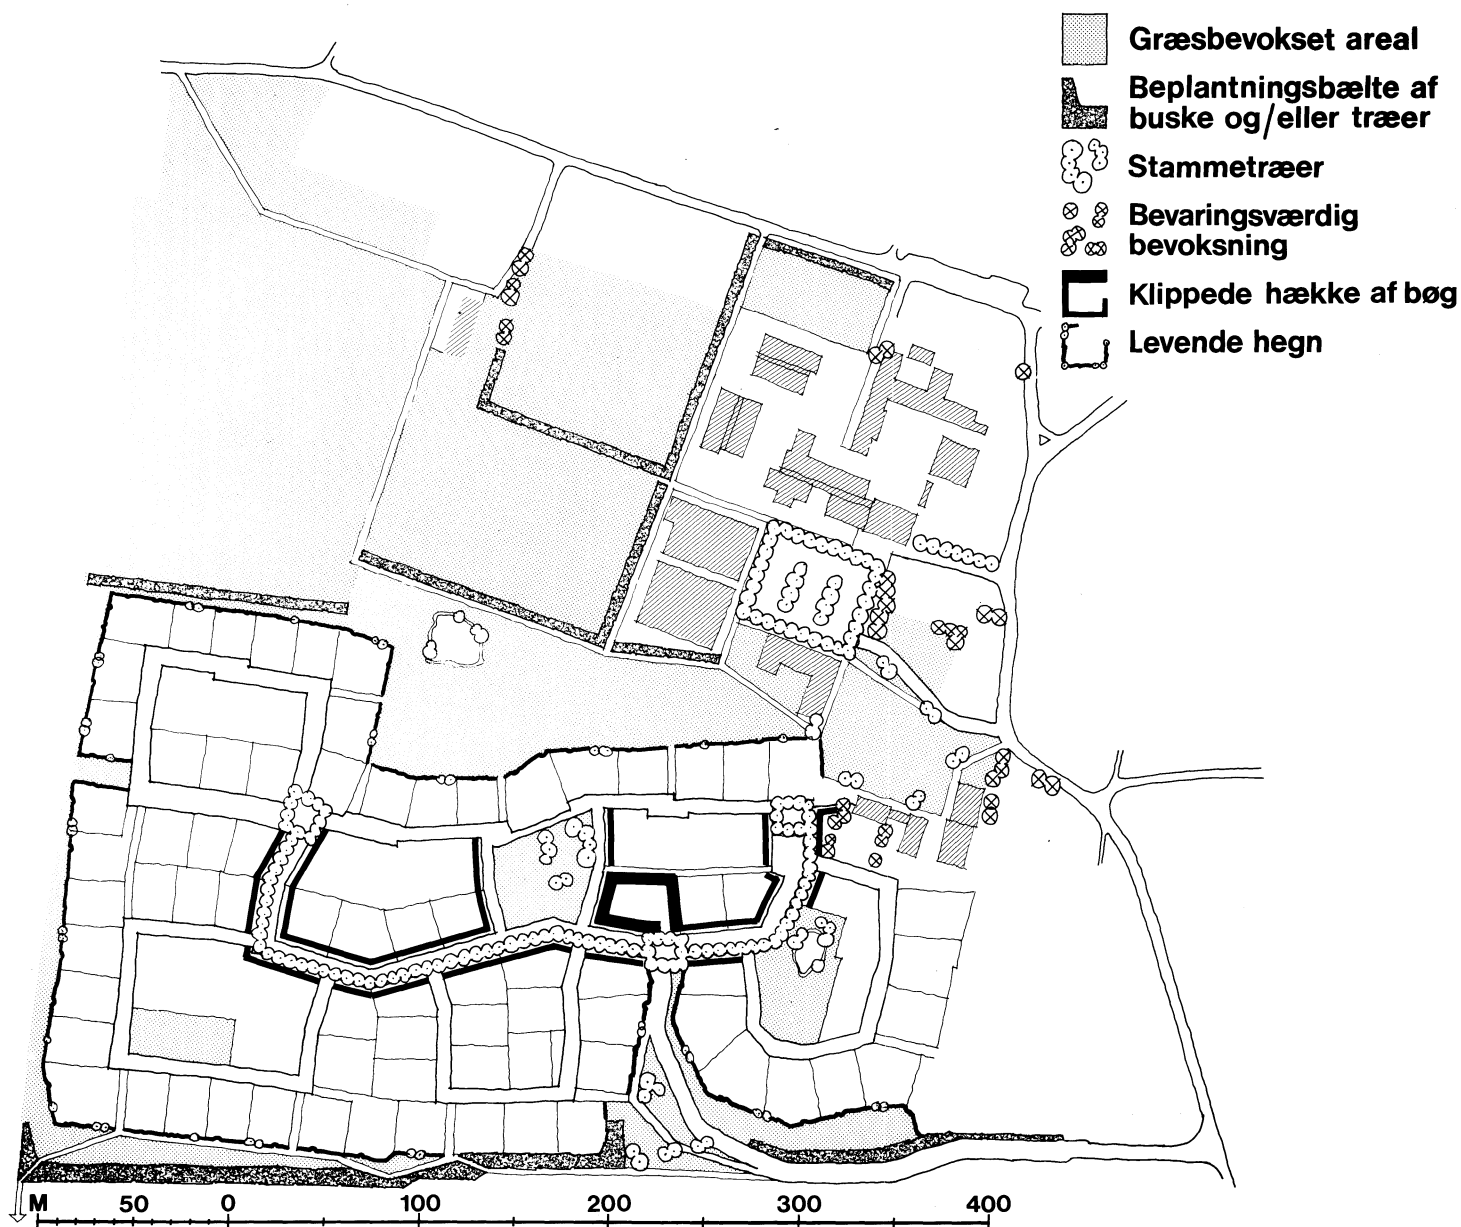 Græsbevokset areal
Beplantningsbælte af
buske og/eller træer
Stammetræer
Bevaringsværdig
bevoksning
Klippede hække af bøg
Levende hegn
M 50 0 100 200 300 400